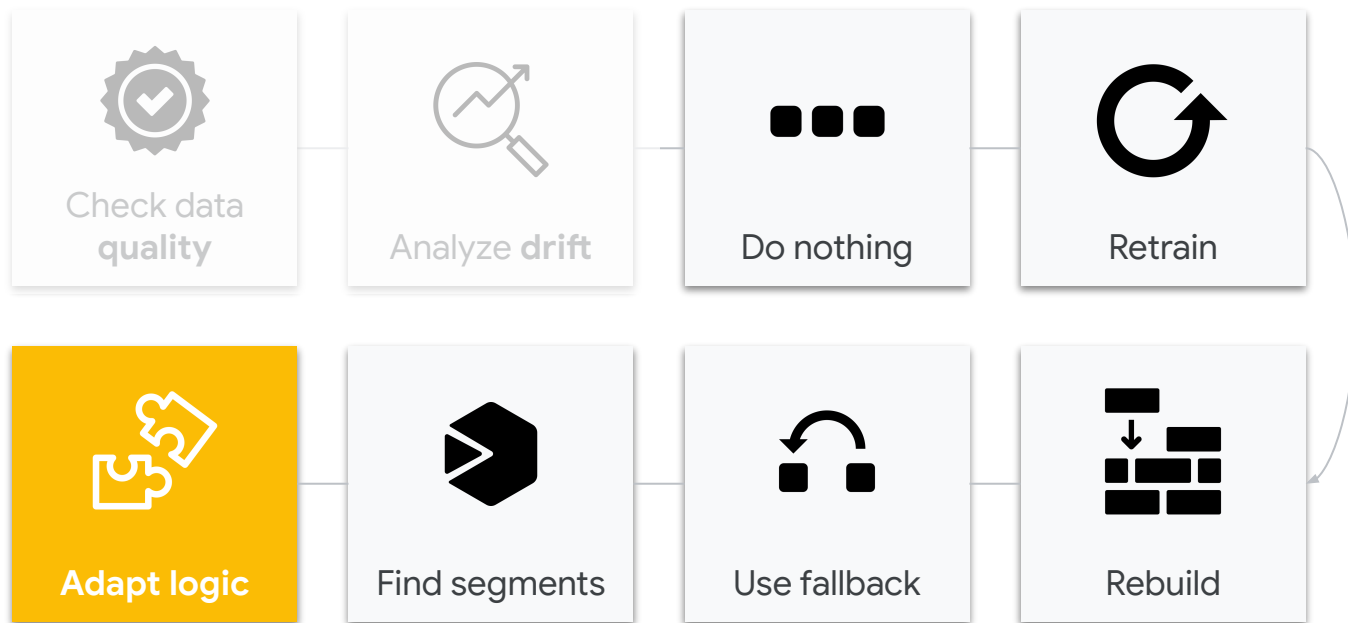 Check data
quality
Analyze drift
Do nothing
Retrain
Adapt logic
Find segments
Use fallback
Rebuild